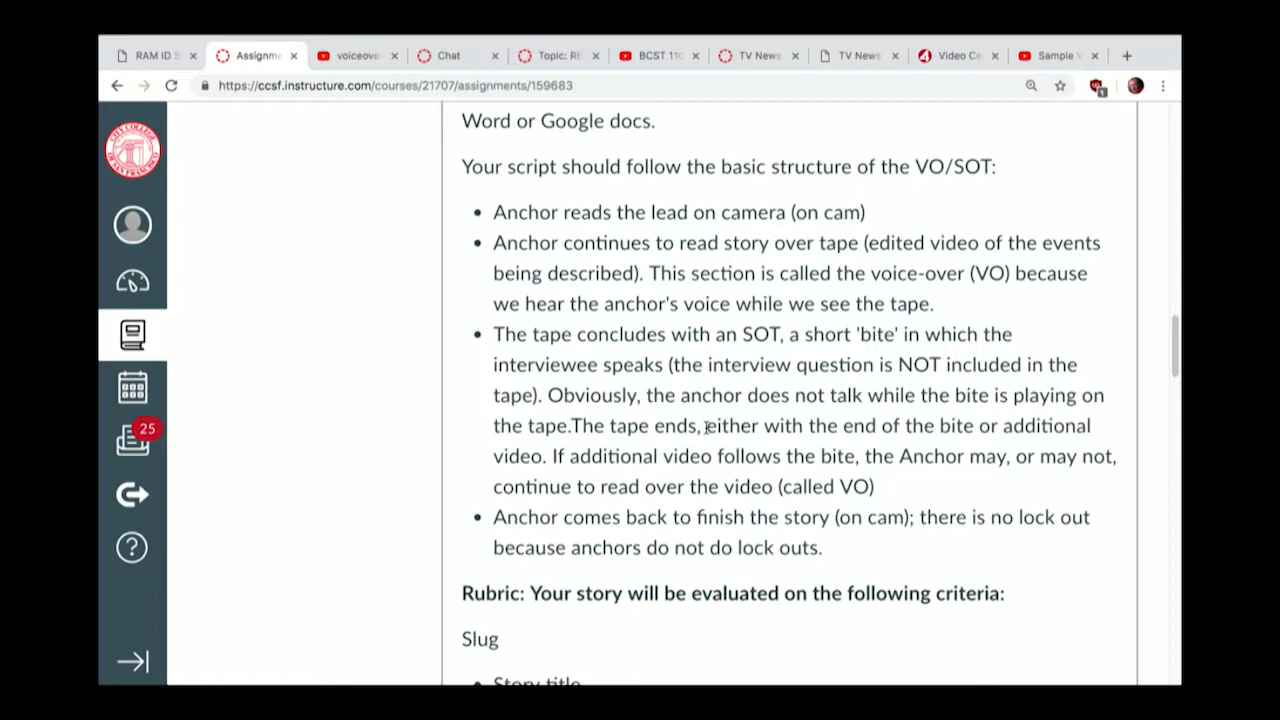 RAM ID S
Assignme
voiceover
Chat
Topic: RE
BCST 110
TV News
TV News
Video Ce
Sample V
https://ccsf.instructure.com/courses/21707/assignments/159683
1
25
Word or Google docs.
Your script should follow the basic structure of the VO/SOT:
• Anchor reads the lead on camera (on cam)
• Anchor continues to read story over tape (edited video of the events
being described). This section is called the voice-over (VO) because
we hear the anchor's voice while we see the tape.
• The tape concludes with an SOT, a short 'bite' in which the
interviewee speaks (the interview question is NOT included in the
tape). Obviously, the anchor does not talk while the bite is playing on
the tape.The tape ends, either with the end of the bite or additional
video. If additional video follows the bite, the Anchor may, or may not,
continue to read over the video (called VO)
• Anchor comes back to finish the story (on cam); there is no lock out
because anchors do not do lock outs.
Rubric: Your story will be evaluated on the following criteria:
Slug
• Story title